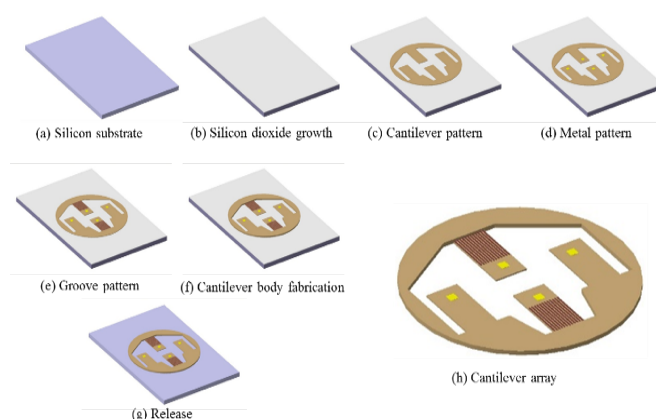 (a) Silicon substrate
(b) Silicon dioxide growth
(c) Cantilever pattern
(d) Metal pattern
(e) Groove pattern
(f) Cantilever body fabrication
(g) Release
(h) Cantilever array